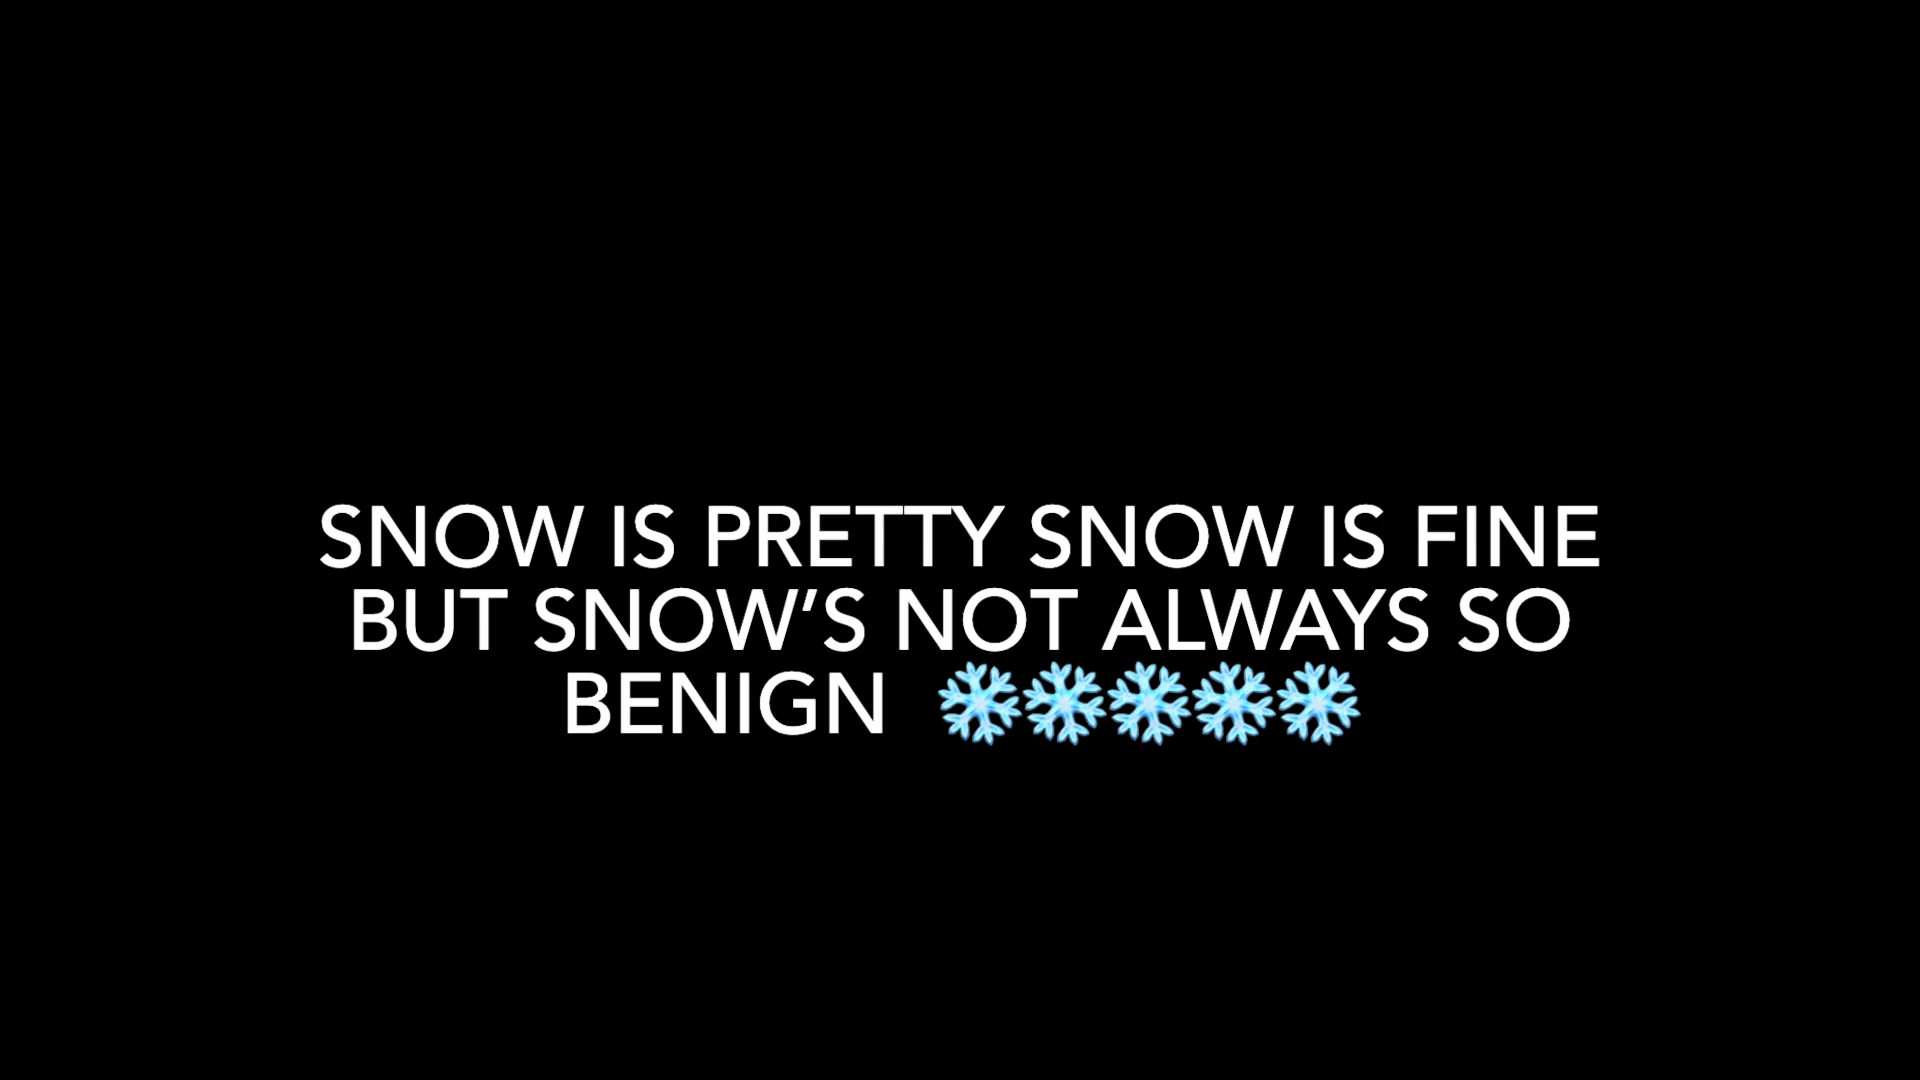 SNOW IS PRETTY SNOW IS FINE
BUT SNOW’S NOT ALWAYS SO
BENIGN ❄️❄️❄️❄️❄️